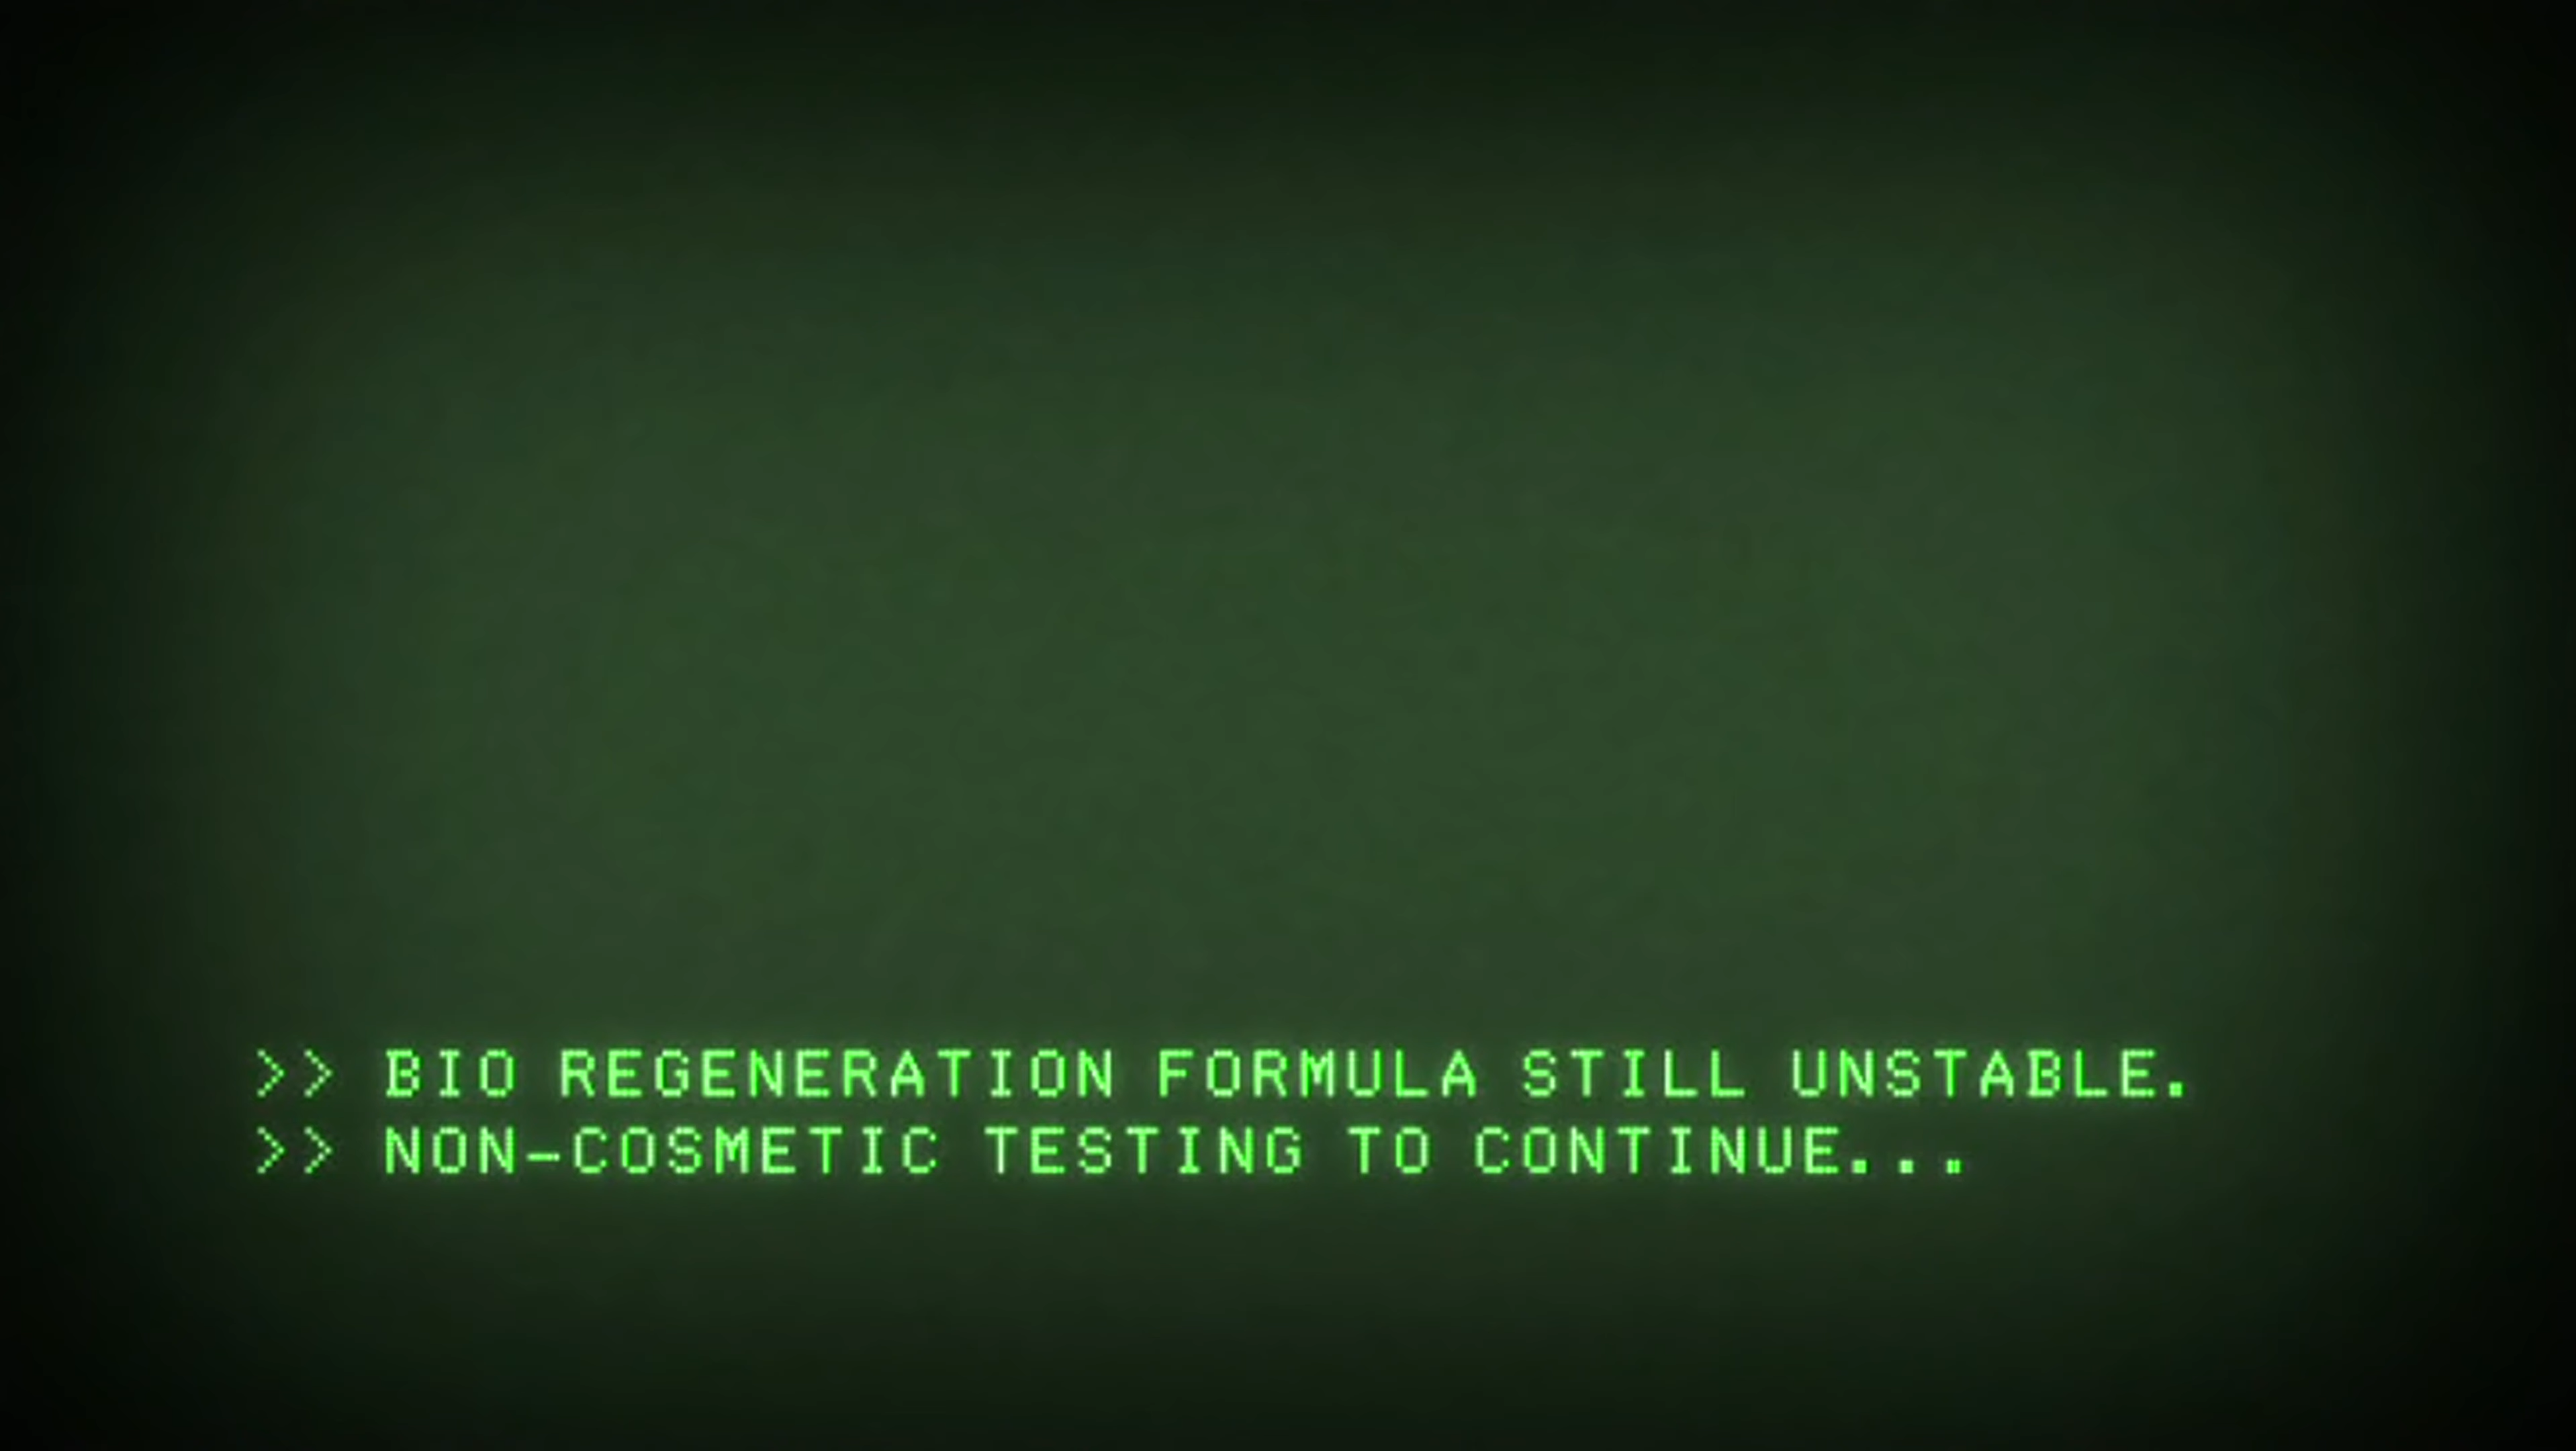 >> BIO REGENERATION FORMULA STILL UNSTABLE.
>> NON-COSMETIC TESTING TO CONTINUE...